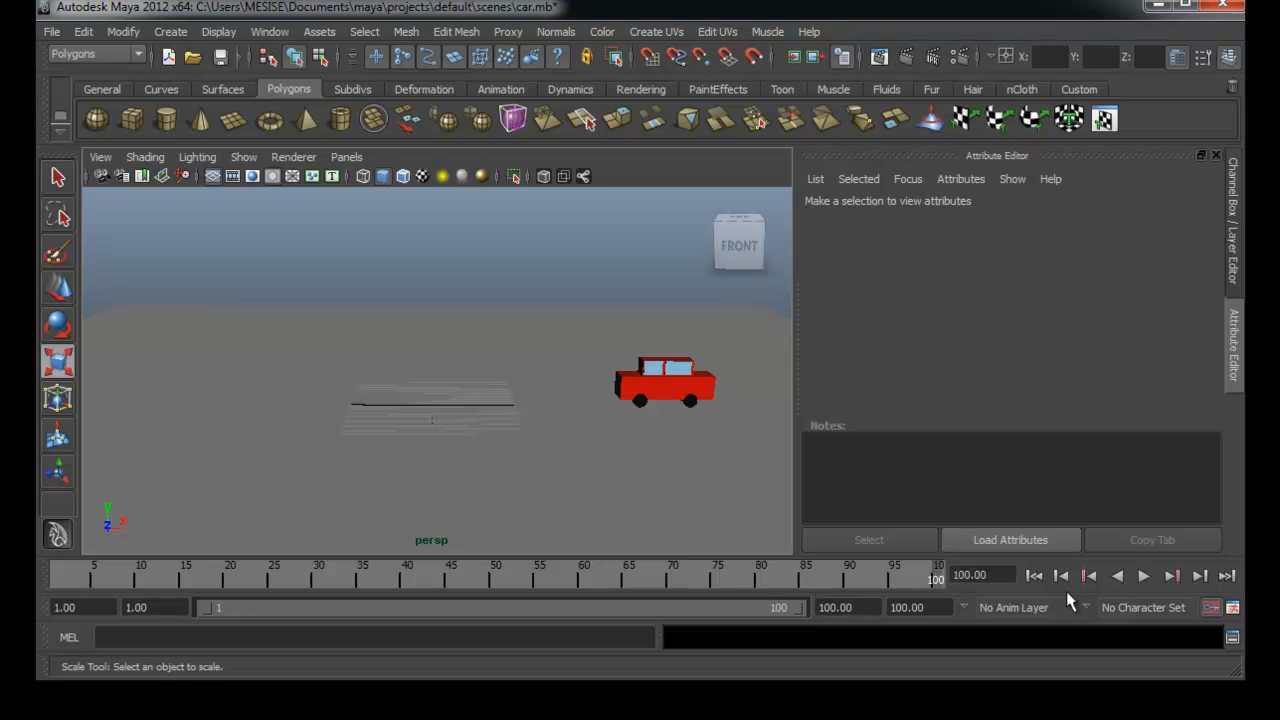 Autodesk Maya 2012 x64: C:\Users\MESISE\Documents\maya\projects\default\scenes\car.mb*
File Edit Modify Create Display Window Assets Select Mesh Edit Mesh Proxy Normals Color Create UVs Edit UVs Muscle Help
Polygons X: Y: Z:
General Curves Surfaces Polygons Subdivs Deformation Animation Dynamics Rendering PaintEffects Toon Muscle Fluids Fur Hair nCloth Custom
View Shading Lighting Show Renderer Panels
Attribute Editor
List Selected Focus Attributes Show Help
Make a selection to view attributes
Channel Box / Layer Editor
Attribute Editor
FRONT
Notes:
y
z x
persp
Select Load Attributes Copy Tab
5 10 15 20 25 30 35 40 45 50 55 60 65 70 75 80 85 90 95 10
100 100.00
1.00 1.00 1 100 100.00 100.00 No Anim Layer No Character Set
MEL
Scale Tool: Select an object to scale.